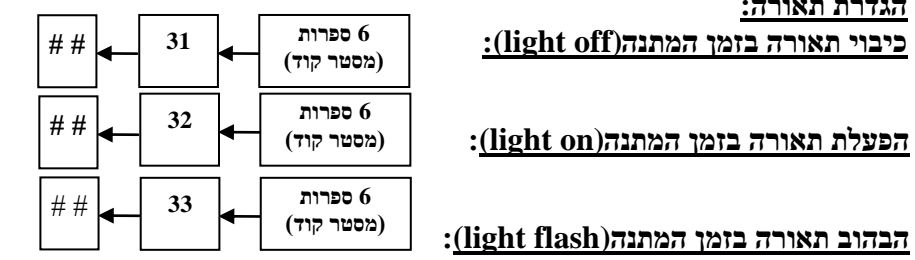 הגדרת תאורה:
כיבוי תאורה בזמן המתנה(light off):
6 ספרות
(מסטר קוד)
31
# #
הפעלת תאורה בזמן המתנה(light on):
6 ספרות
(מסטר קוד)
32
# #
הבהוב תאורה בזמן המתנה(light flash):
6 ספרות
(מסטר קוד)
33
# #